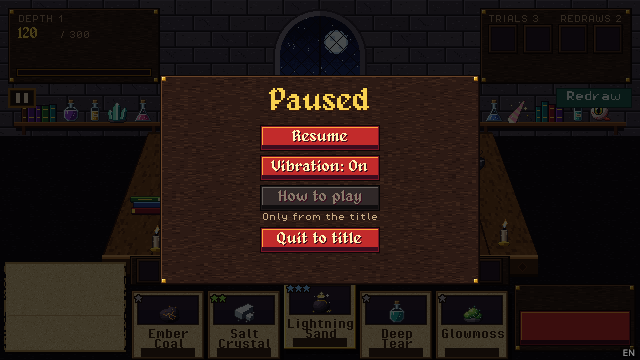 DEPTH 1
120 / 300
TRIALS 3 REDRAWS 2
Redraw
Paused
Resume
Vibration: On
How to play
Only from the title
Quit to title
Ember
Coal
Salt
Crystal
Lightning
Sand
Deep
Tear
Glowmoss
EN